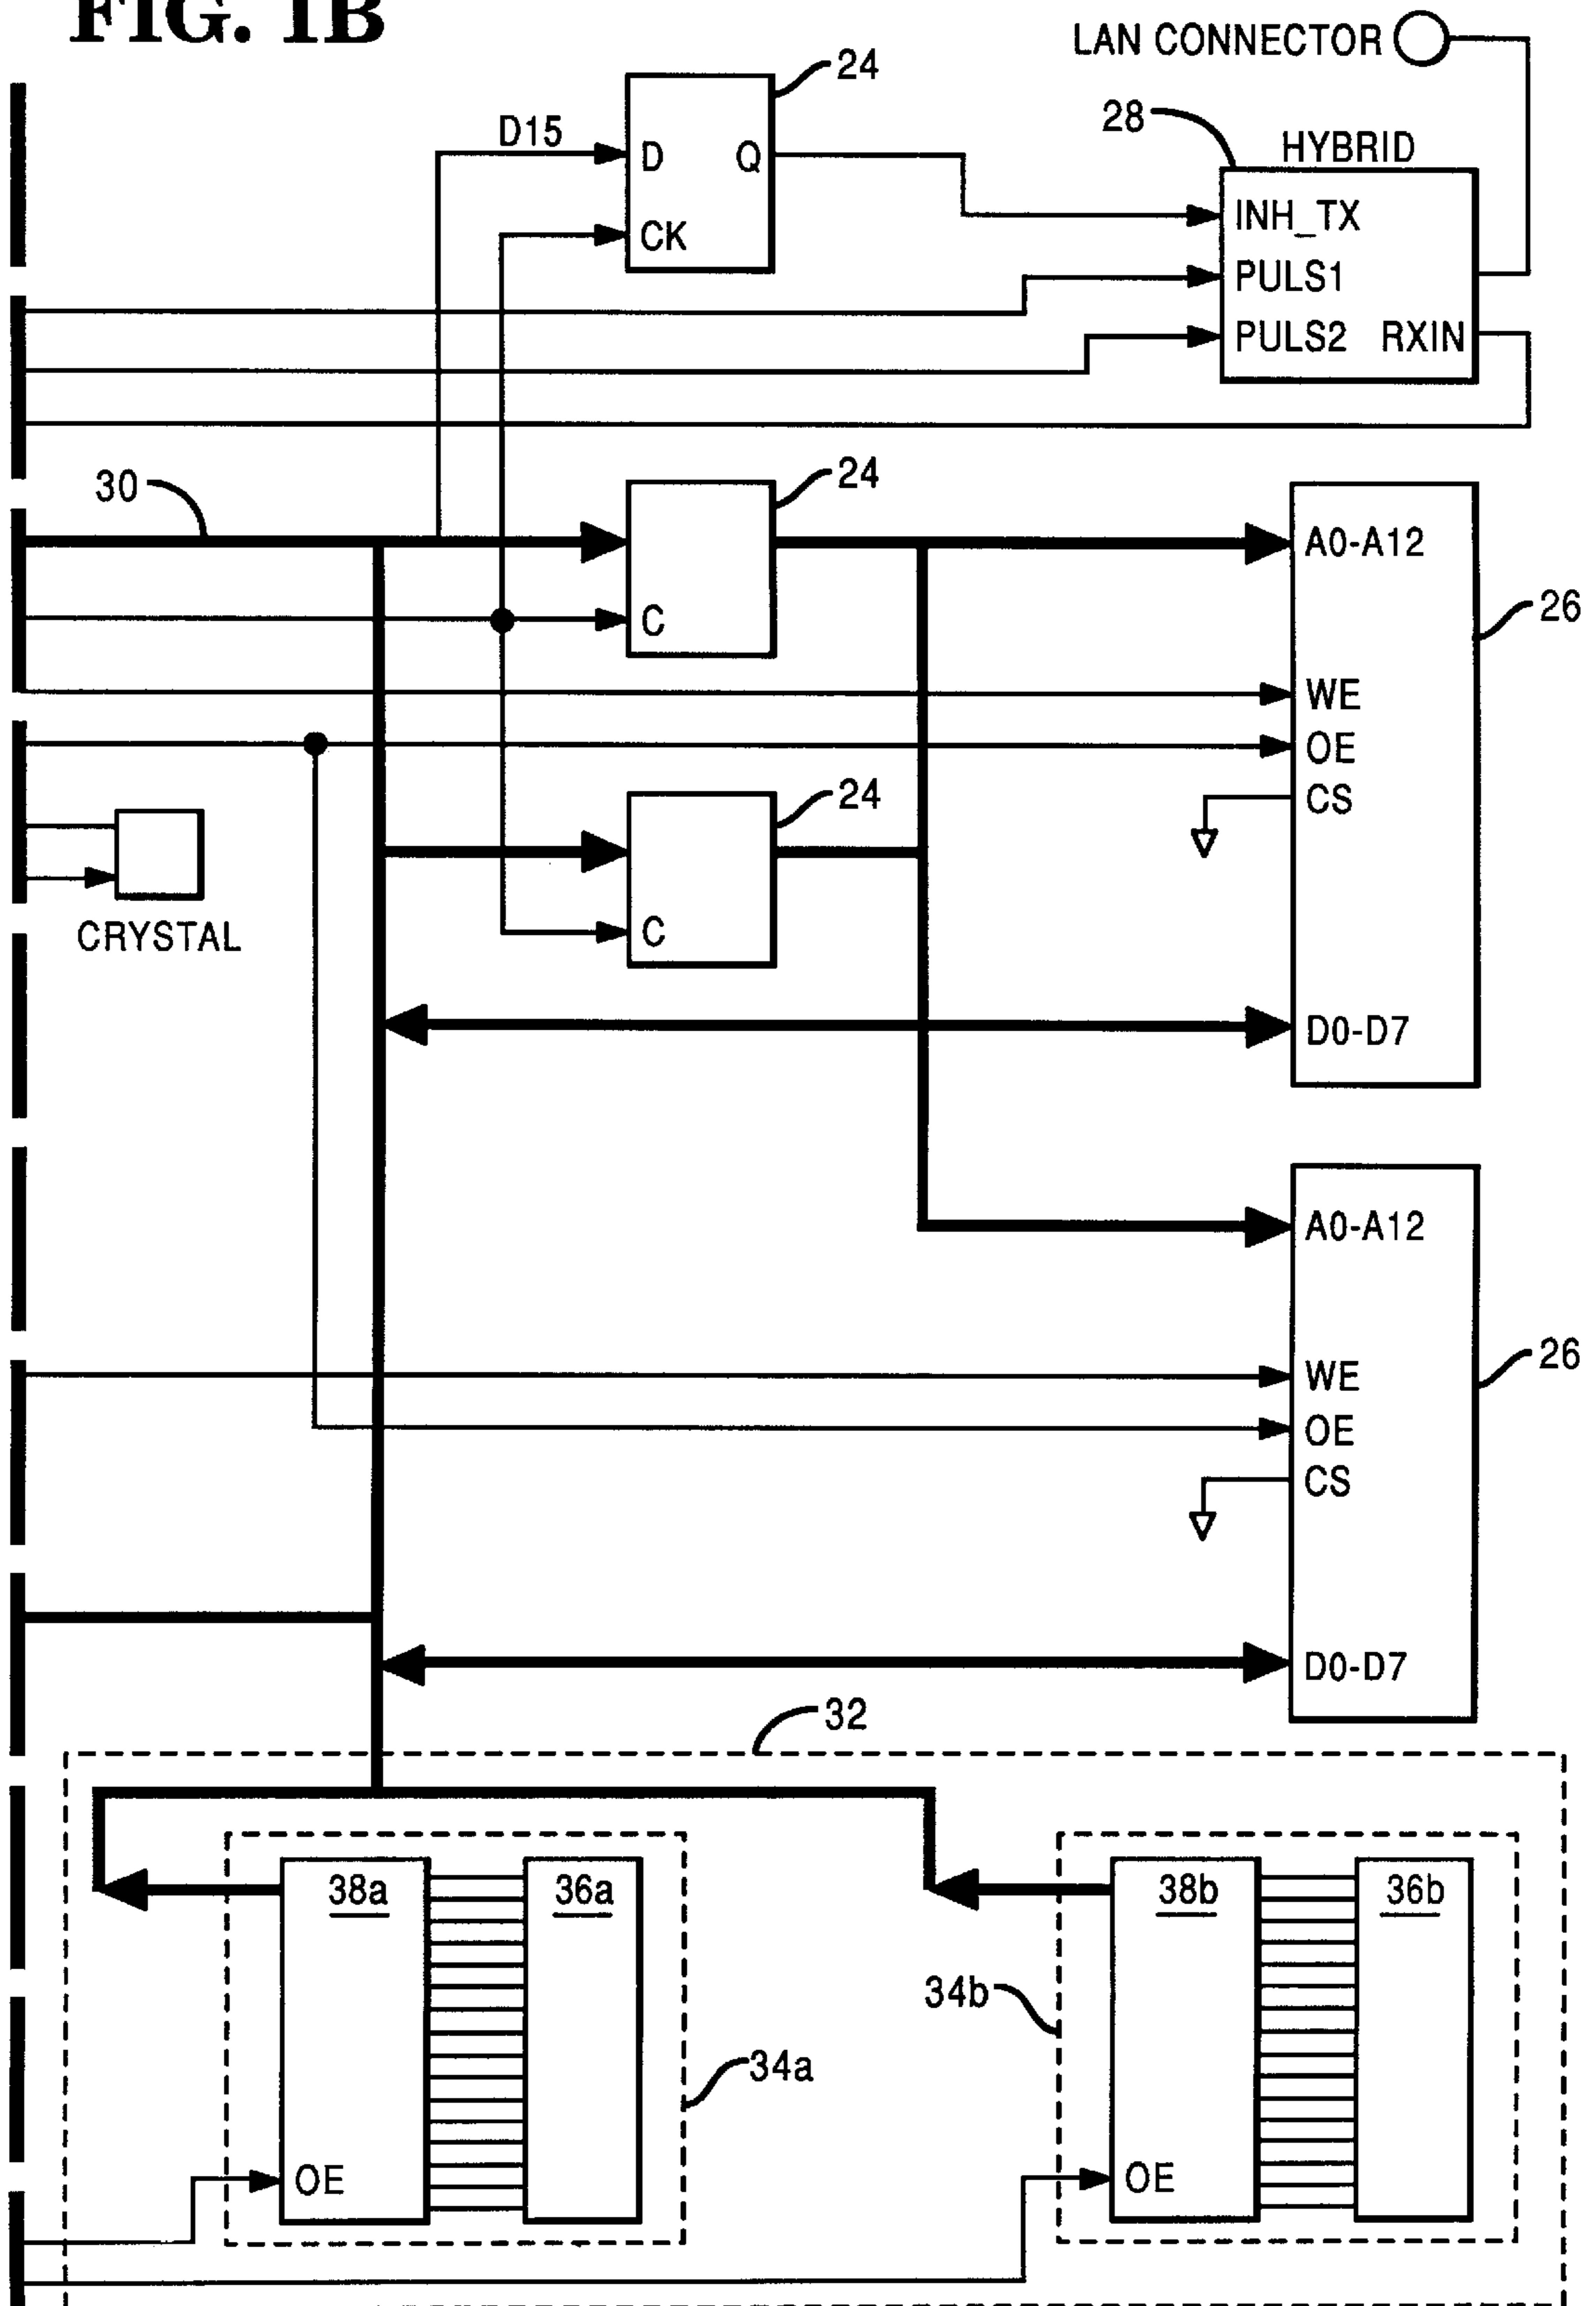 FIG. 1B
LAN CONNECTOR
24
28
HYBRID
D15
D
Q
CK
INH_TX
PULS1
PULS2
RXIN
30
24
A0-A12
C
26
WE
OE
CS
24
CRYSTAL
C
D0-D7
A0-A12
26
WE
OE
CS
D0-D7
32
38a
36a
38b
36b
34b
34a
OE
OE